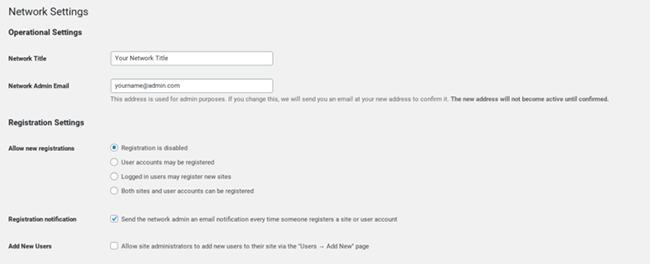 Network Settings
Operational Settings
Network Title
Your Network Title
Network Admin Email
yourname@admin.com
This address is used for admin purposes. If you change this, we will send you an email at your new address to confirm it. The new address will not become active until confirmed.
Registration Settings
Allow new registrations
Registration is disabled
User accounts may be registered
Logged in users may register new sites
Both sites and user accounts can be registered
Registration notification
Send the network admin an email notification every time someone registers a site or user account
Add New Users
Allow site administrators to add new users to their site via the "Users → Add New" page